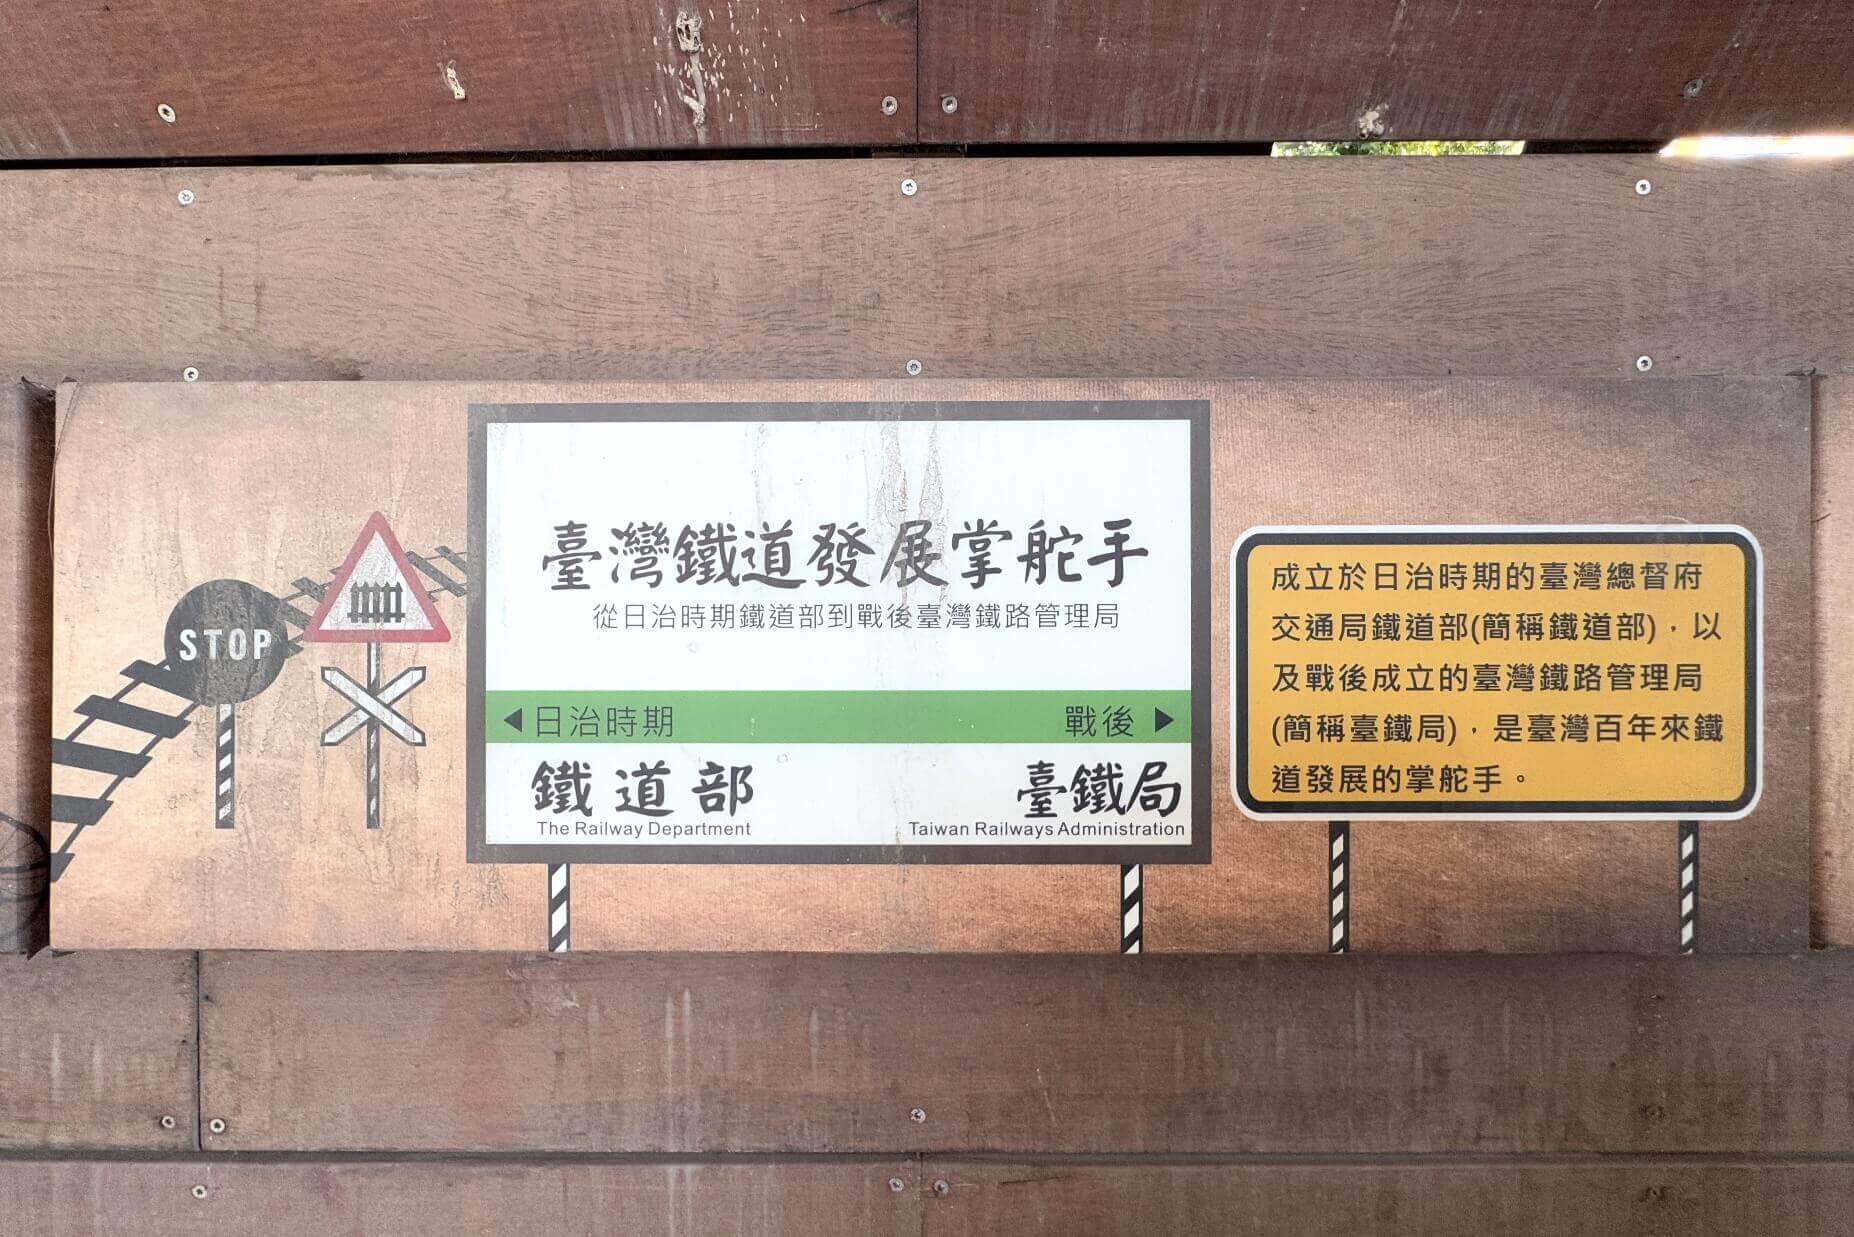 STOP
臺灣鐵道發展掌舵手
從日治時期鐵道部到戰後臺灣鐵路管理局
日治時期
戰後
鐵道部
臺鐵局
The Railway Department
Taiwan Railways Administration
成立於日治時期的臺灣總督府
交通局鐵道部(簡稱鐵道部)，以
及戰後成立的臺灣鐵路管理局
(簡稱臺鐵局)，是臺灣百年來鐵
道發展的掌舵手。